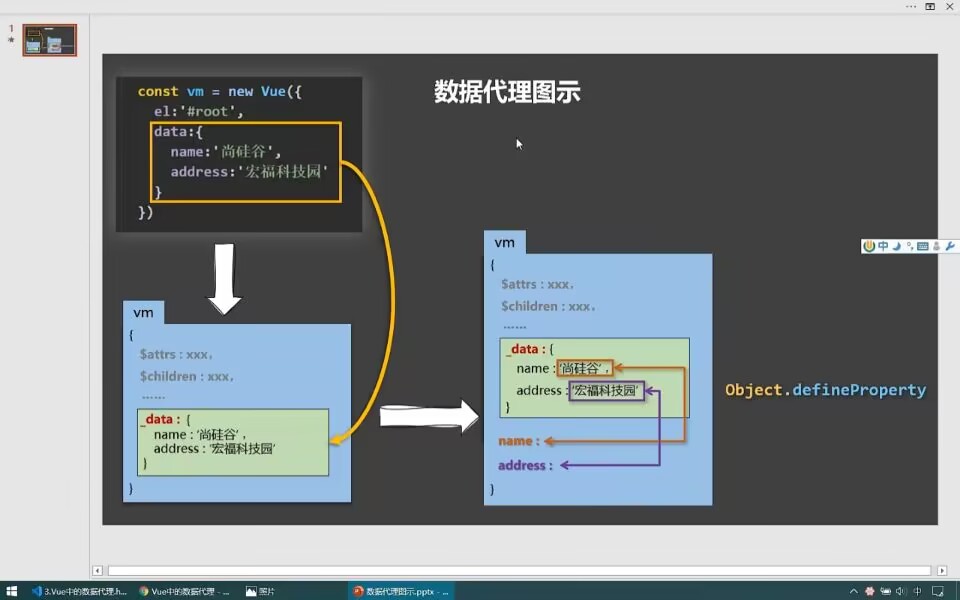 1
数据代理图示
const vm = new Vue({
el:'#root',
data:{
name:'尚硅谷',
address:'宏福科技园'
}
})
vm
{
$attrs : xxx,
$children : xxx,
......
_data : {
name : '尚硅谷' ,
address : '宏福科技园'
}
}
vm
{
$attrs : xxx,
$children : xxx,
......
_data : {
name : '尚硅谷' ,
address : '宏福科技园'
}
name :
address :
}
Object.defineProperty
中
3.Vue中的数据代理.h...
Vue中的数据代理 - ...
照片
数据代理图示.pptx - ...
中